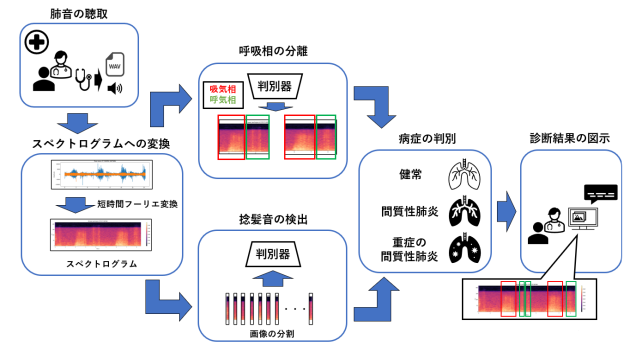 肺音の聴取
WAV
スペクトログラムへの変換
短時間フーリエ変換
スペクトログラム
呼吸相の分離
吸気相
呼気相
判別器
捻髪音の検出
判別器
・・・
画像の分割
病症の判別
健常
間質性肺炎
重症の
間質性肺炎
診断結果の図示